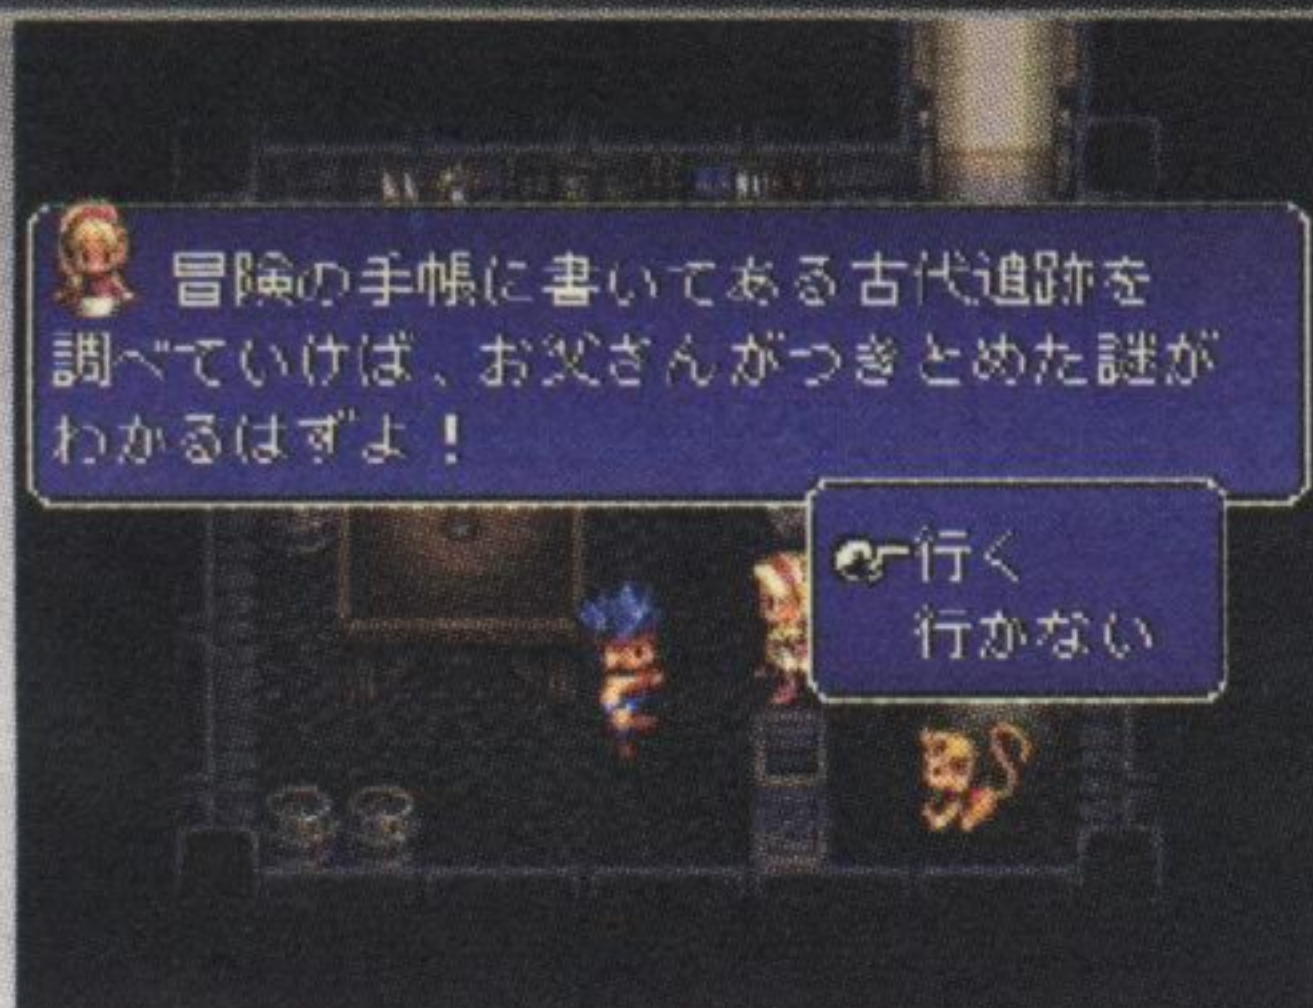 冒険の手帳に書いてある古代遺跡を
調べていけば、お父さんがつきとめた謎が
わかるはずよ!
行く
行かない